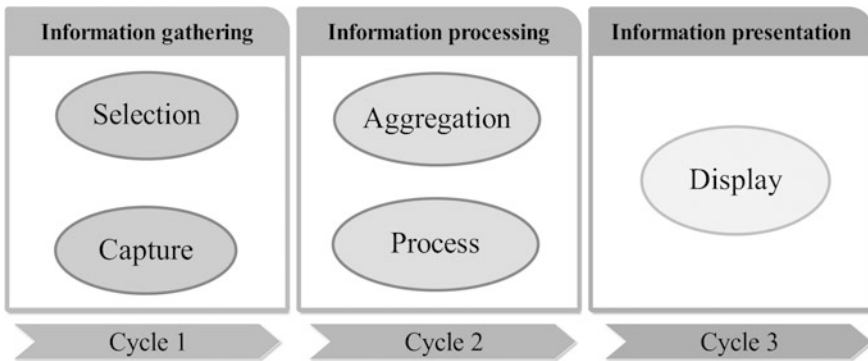 Information gathering
Information processing
Information presentation
Selection
Aggregation
Display
Capture
Process
Cycle 1
Cycle 2
Cycle 3